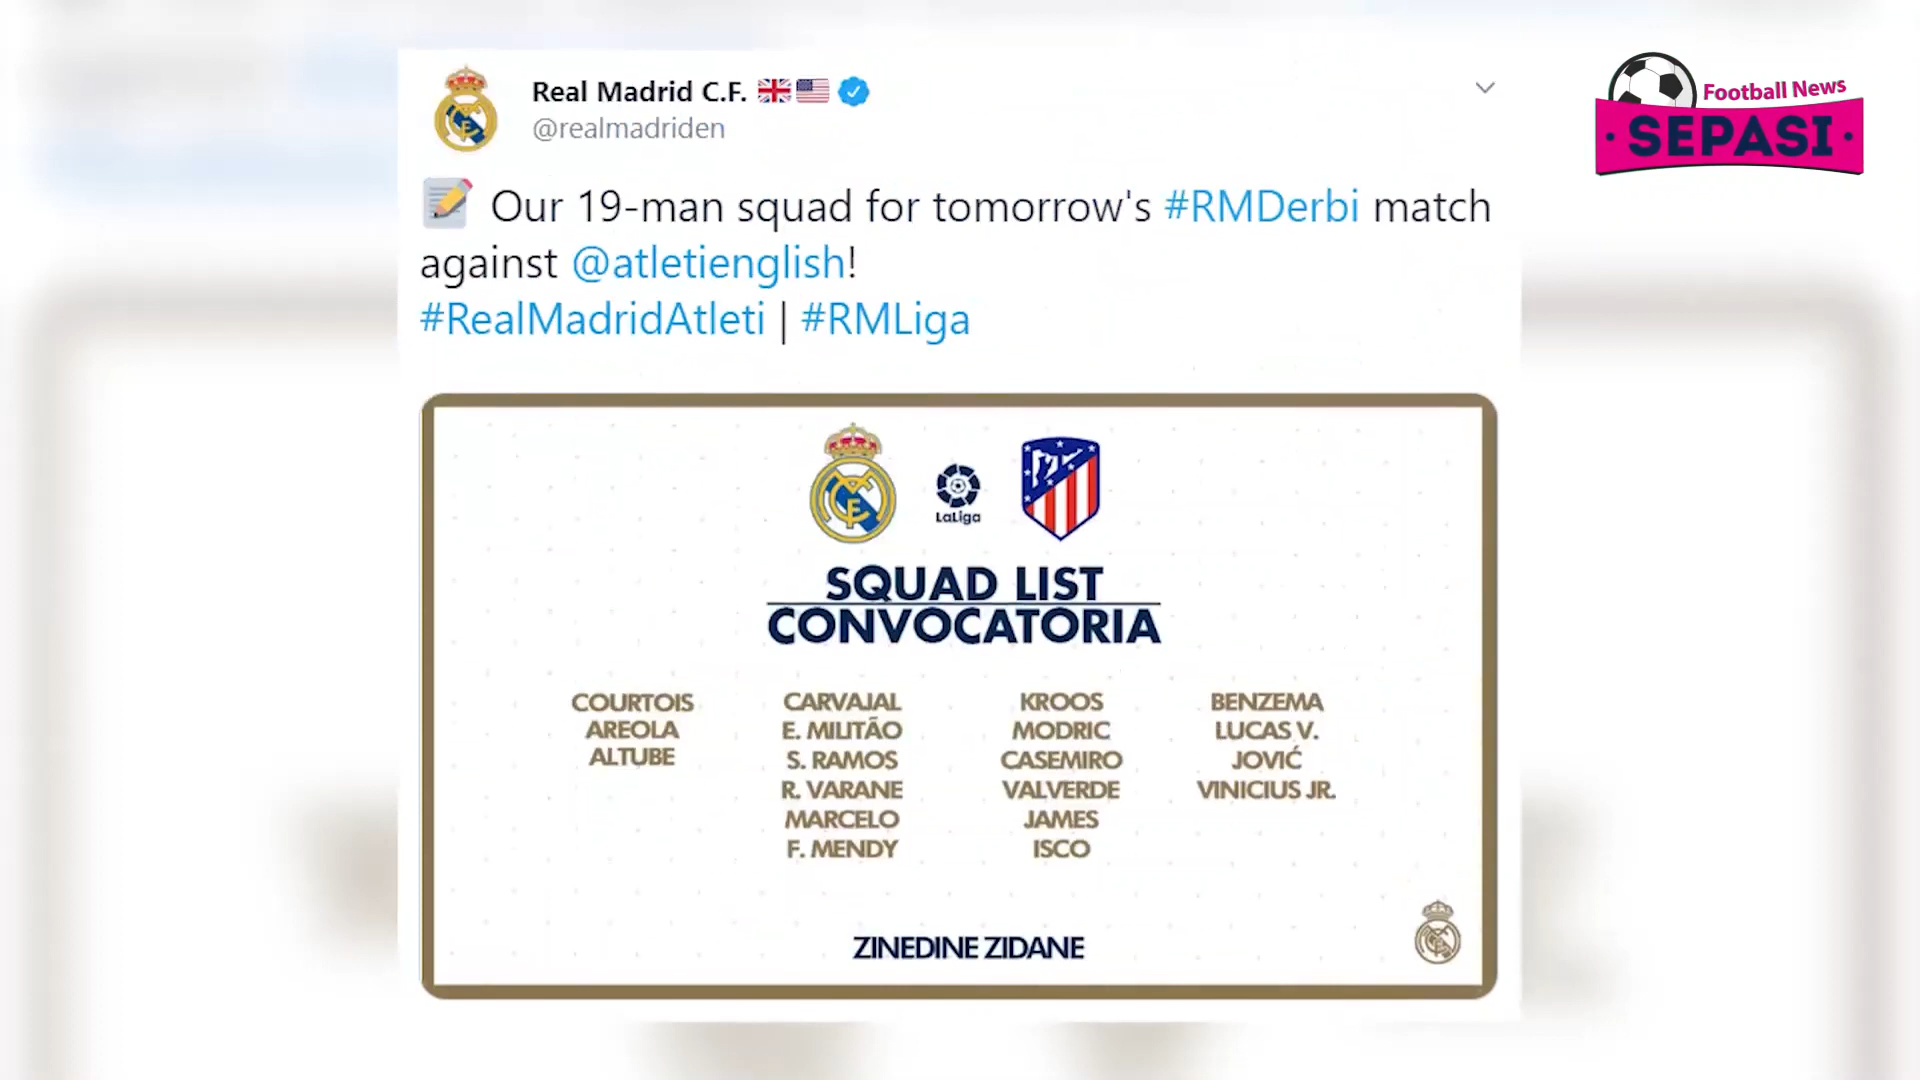 Real Madrid C.F.
@realmadriden
Football News
SEPASI
Our 19-man squad for tomorrow's #RMDerbi match
against @atletienglish!
#RealMadridAtleti | #RMLiga
LaLiga
SQUAD LIST
CONVOCATORIA
COURTOIS
AREOLA
ALTUBE
CARVAJAL
E. MILITÃO
S. RAMOS
R. VARANE
MARCELO
F. MENDY
KROOS
MODRIC
CASEMIRO
VALVERDE
JAMES
ISCO
BENZEMA
LUCAS V.
JOVIĆ
VINICIUS JR.
ZINEDINE ZIDANE